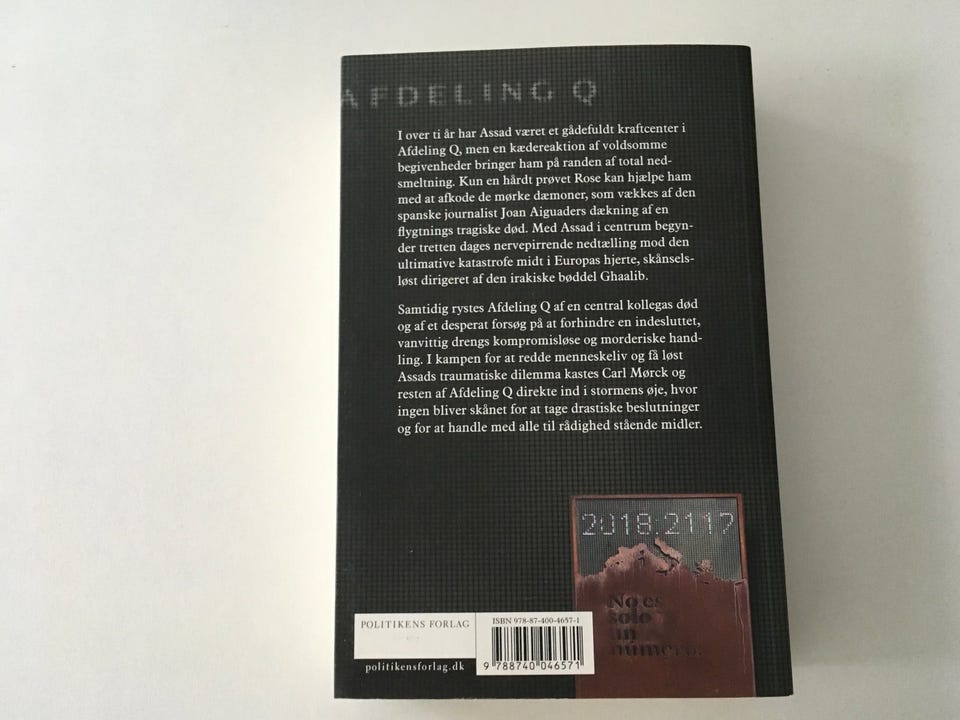 AFDELING Q
I over ti år har Assad været et gådefuldt kraftcenter i
Afdeling Q, men en kædereaktion af voldsomme
begivenheder bringer ham på randen af total ned-
smeltning. Kun en hårdt prøvet Rose kan hjælpe ham
med at afkode de mørke dæmoner, som vækkes af den
spanske journalist Joan Aiguaders dækning af en
flygtnings tragiske død. Med Assad i centrum begyn-
der tretten dages nervepirrende nedtælling mod den
ultimative katastrofe midt i Europas hjerte, skånsels-
løst dirigeret af den irakiske bøddel Ghaalib.
Samtidig rystes Afdeling Q af en central kollegas død
og af et desperat forsøg på at forhindre en indesluttet,
vanvittig drengs kompromisløse og morderiske hand-
ling. I kampen for at redde menneskeliv og få løst
Assads traumatiske dilemma kastes Carl Mørck og
resten af Afdeling Q direkte ind i stormens øje, hvor
ingen bliver skånet for at tage drastiske beslutninger
og for at handle med alle til rådighed stående midler.
2018:2117
No es
solo
un
número.
POLITIKENS FORLAG
politikensforlag.dk
ISBN 978-87-400-4657-1
9 788740 046571